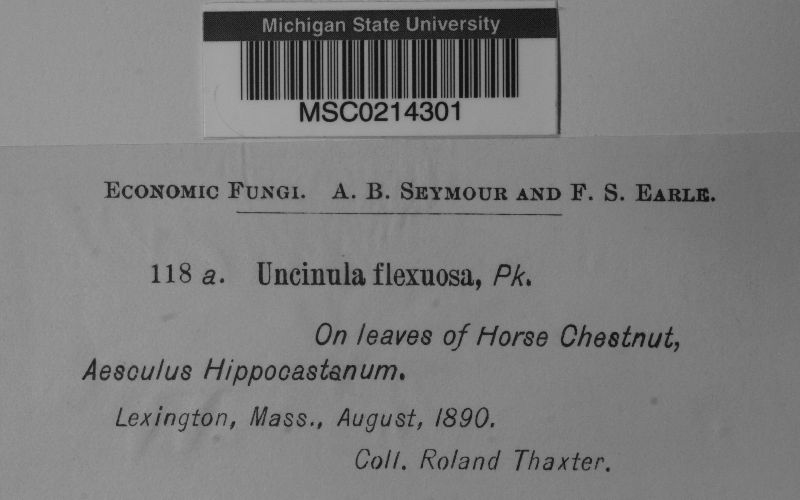 Michigan State University
MSC0214301
Economic Fungi. A. B. Seymour and F. S. Earle.
118 a. Uncinula flexuosa, Pk.
On leaves of Horse Chestnut,
Aesculus Hippocastanum.
Lexington, Mass., August, 1890.
Coll. Roland Thaxter.